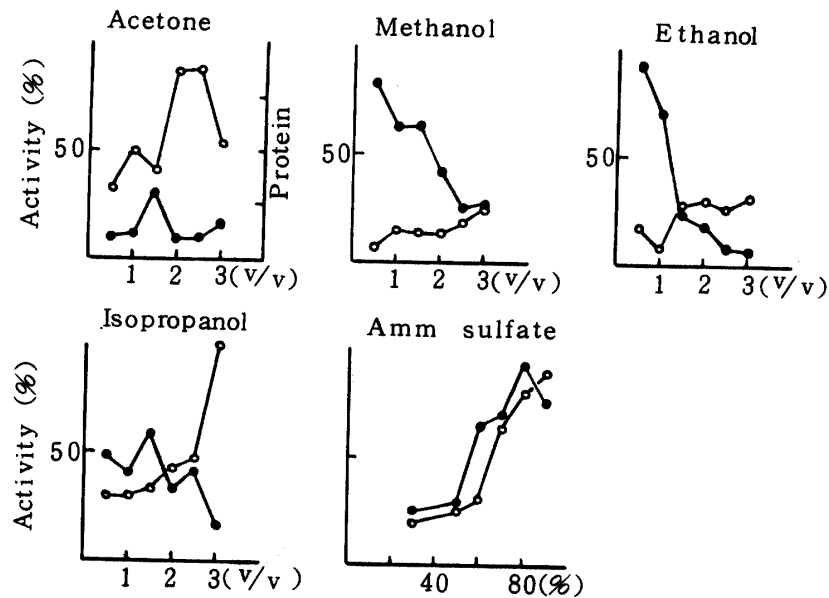 Acetone
Methanol
Ethanol
Activity (%)
50
Protein
1 2 3(v/v)
50
1 2 3(v/v)
50
1 2 3(v/v)
Isopropanol
Amm sulfate
Activity (%)
50
1 2 3(v/v)
40 80(%)